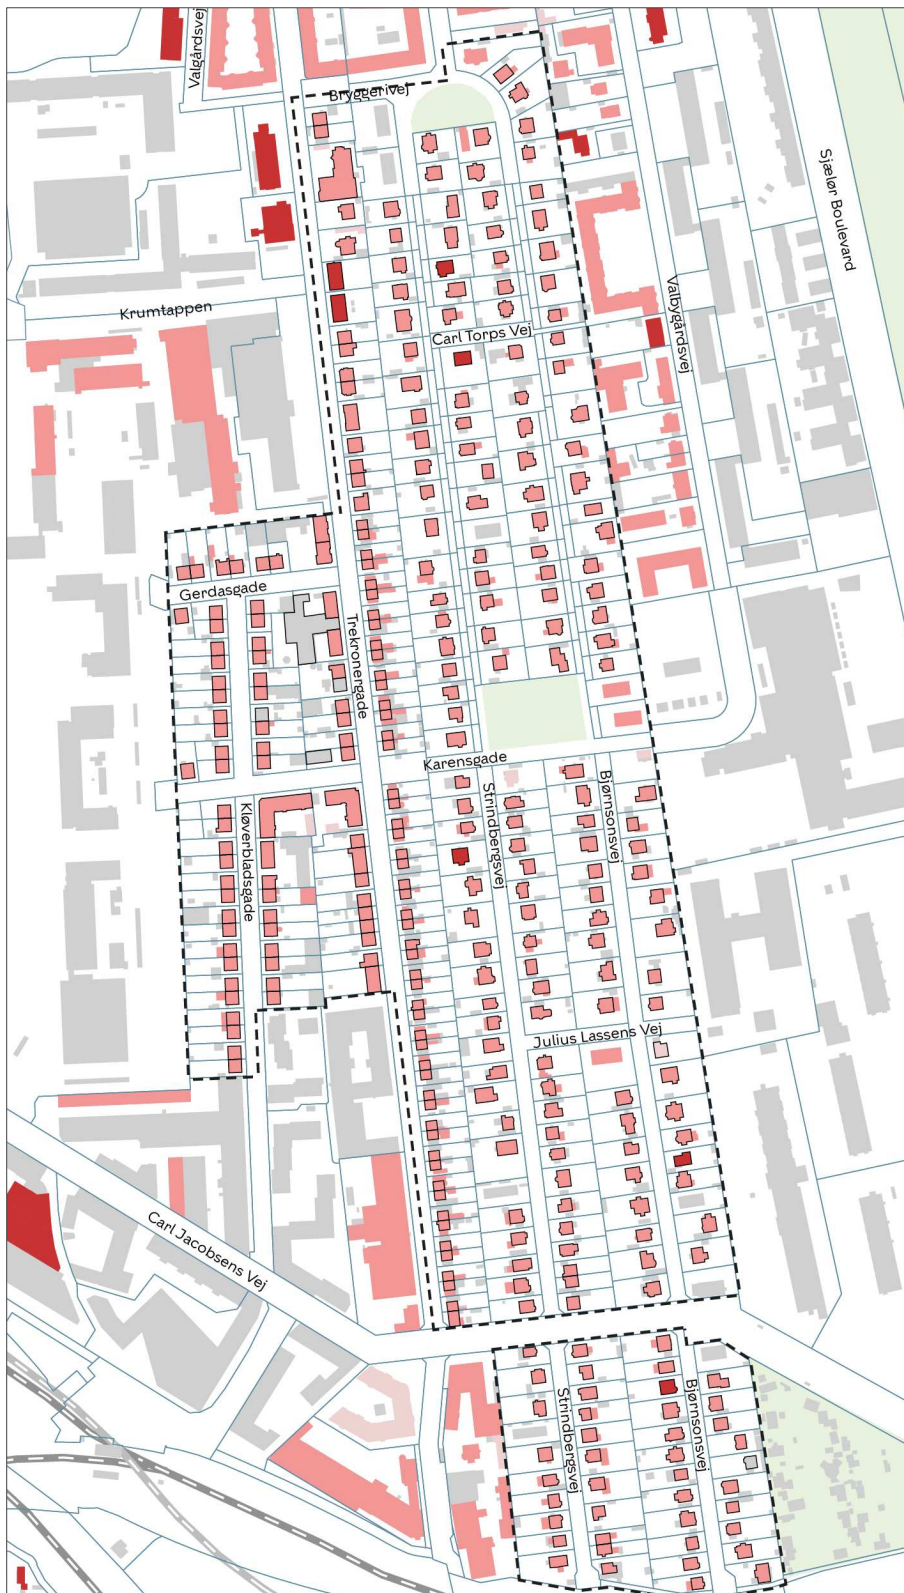 Valgårdsvej
Bryggerivej
Sjælør Boulevard
Valbygårdsvej
Krumtappen
Carl Torps Vej
Gerdasgade
Trekronergade
Karensgade
Strindbergsvej
Bjørnsonsvej
Kløverbladsgade
Julius Lassens Vej
Carl Jacobsens Vej
Strindbergsvej
Bjørnsonsvej